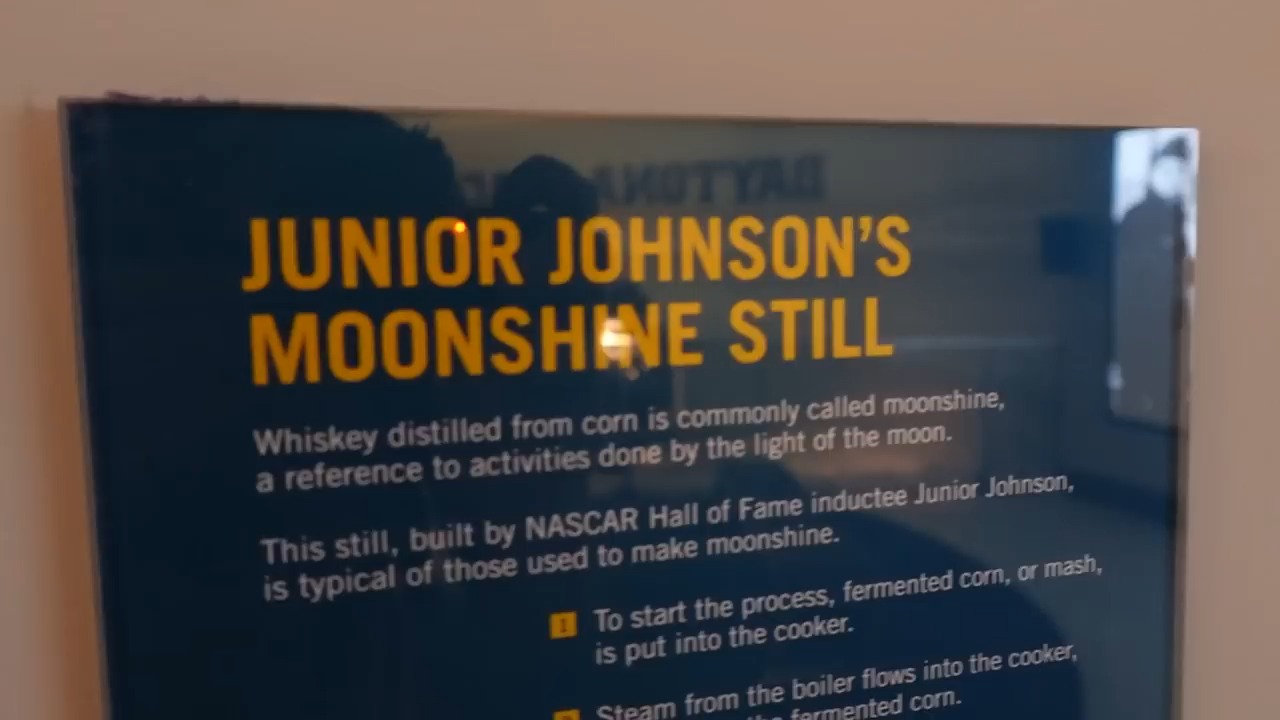 DAYTONA
JUNIOR JOHNSON'S
MOONSHINE STILL
Whiskey distilled from corn is commonly called moonshine,
a reference to activities done by the light of the moon.
This still, built by NASCAR Hall of Fame inductee Junior Johnson,
is typical of those used to make moonshine.
1 To start the process, fermented corn, or mash,
is put into the cooker.
Steam from the boiler flows into the cooker,
the fermented corn.